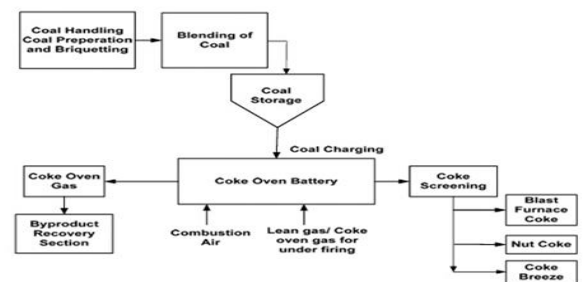 Coal Handling
Coal Preperation
and Briquetting
Blending of
Coal
Coal
Storage
Coal Charging
Coke Oven
Gas
Coke Oven Battery
Coke
Screening
Byproduct
Recovery
Section
Combustion
Air
Lean gas/ Coke
oven gas for
under firing
Blast
Furnace
Coke
Nut Coke
Coke
Breeze